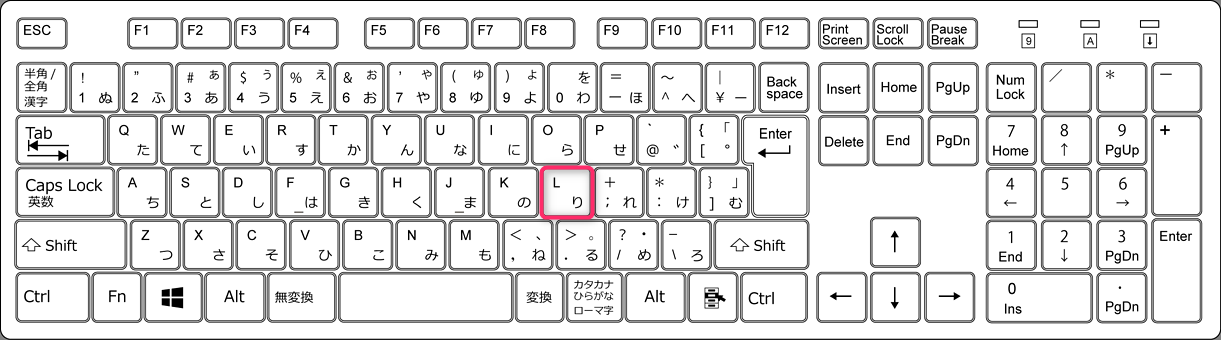 ESC F1 F2 F3 F4 F5 F6 F7 F8 F9 F10 F11 F12 Print Screen Scroll Lock Pause Break 9 A ⬇
半角/
全角
漢字
! 1 ぬ
" 2 ふ
# ぁ 3 あ
$ ぅ 4 う
% ぇ 5 え
& ぉ 6 お
' ゃ 7 や
( ゅ 8 ゆ
) ょ 9 よ
を 0 わ
= ー ほ
～ ^ へ
| ¥ ー
Back
space
Insert Home PgUp
Num
Lock
／ ＊ －
Tab
Q た
W て
E い
R す
T か
Y ん
U な
I に
O ら
P せ
` @ ゛
{ 「 [ ゜
Enter
Delete End PgDn
7 Home
8 ↑
9 PgUp
+
Caps Lock
英数
A ち
S と
D し
F _は
G き
H く
J _ま
K の
L り
+ ; れ
* : け
} 」 ] む
4 ←
5
6 →
Shift
Z つ
X さ
C そ
V ひ
B こ
N み
M も
< 、 , ね
> 。 . る
? ・ / め
_ \ ろ
Shift
↑
1 End
2 ↓
3 PgDn
Enter
Ctrl Fn Alt 無変換 変換
カタカナ
ひらがな
ローマ字
Alt Ctrl
← ↓ →
0 Ins
. PgDn